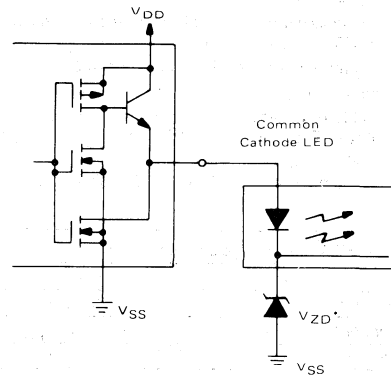 VDD
Common
Cathode LED
VSS
VZD*
VSS